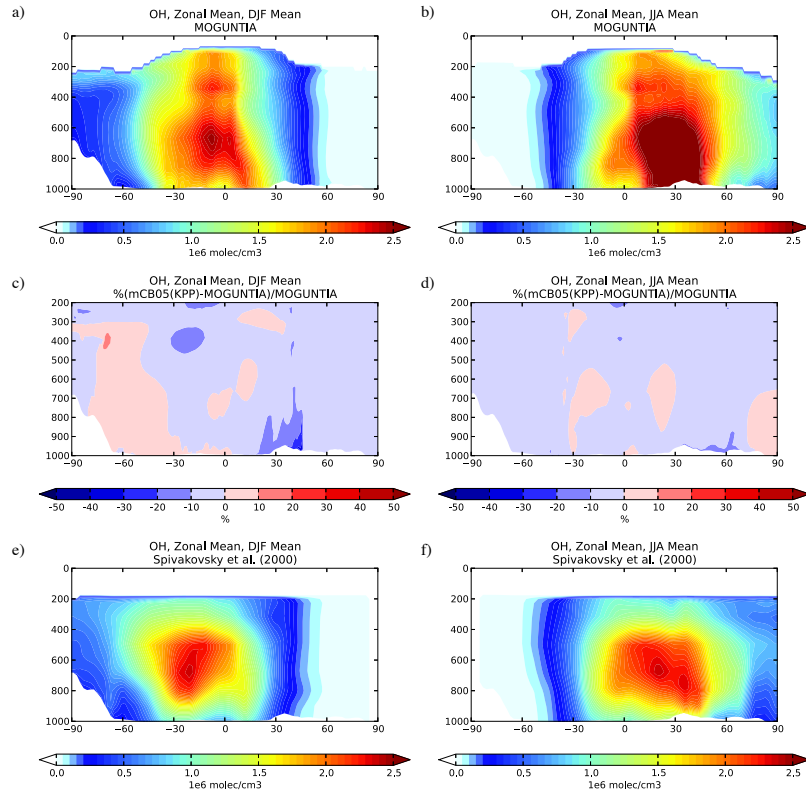 a)
OH, Zonal Mean, DJF Mean
MOGUNTIA
0
200
400
600
800
1000
−90 −60 −30 0 30 60 90
0.0 0.5 1.0 1.5 2.0 2.5
1e6 molec/cm3
b)
OH, Zonal Mean, JJA Mean
MOGUNTIA
0
200
400
600
800
1000
−90 −60 −30 0 30 60 90
0.0 0.5 1.0 1.5 2.0 2.5
1e6 molec/cm3
c)
OH, Zonal Mean, DJF Mean
%(mCB05(KPP)-MOGUNTIA)/MOGUNTIA
200
300
400
500
600
700
800
900
1000
−90 −60 −30 0 30 60 90
-50 -40 -30 -20 -10 0 10 20 30 40 50
%
d)
OH, Zonal Mean, JJA Mean
%(mCB05(KPP)-MOGUNTIA)/MOGUNTIA
200
300
400
500
600
700
800
900
1000
−90 −60 −30 0 30 60 90
-50 -40 -30 -20 -10 0 10 20 30 40 50
%
e)
OH, Zonal Mean, DJF Mean
Spivakovsky et al. (2000)
0
200
400
600
800
1000
−90 −60 −30 0 30 60 90
0.0 0.5 1.0 1.5 2.0 2.5
1e6 molec/cm3
f)
OH, Zonal Mean, JJA Mean
Spivakovsky et al. (2000)
0
200
400
600
800
1000
−90 −60 −30 0 30 60 90
0.0 0.5 1.0 1.5 2.0 2.5
1e6 molec/cm3